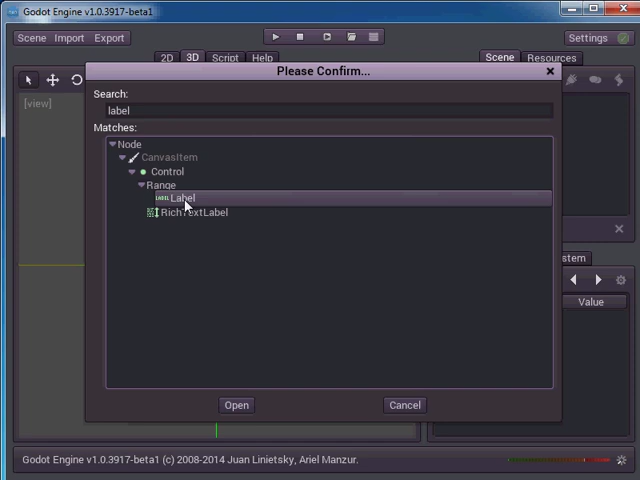 Godot Engine v1.0.3917-beta1
Scene Import Export
Settings
2D 3D Script Help
Scene Resources
Please Confirm...
[view]
Search:
label
Matches:
Node
CanvasItem
Control
Range
Label
RichTextLabel
Value
Open
Cancel
Godot Engine v1.0.3917-beta1 (c) 2008-2014 Juan Linietsky, Ariel Manzur.